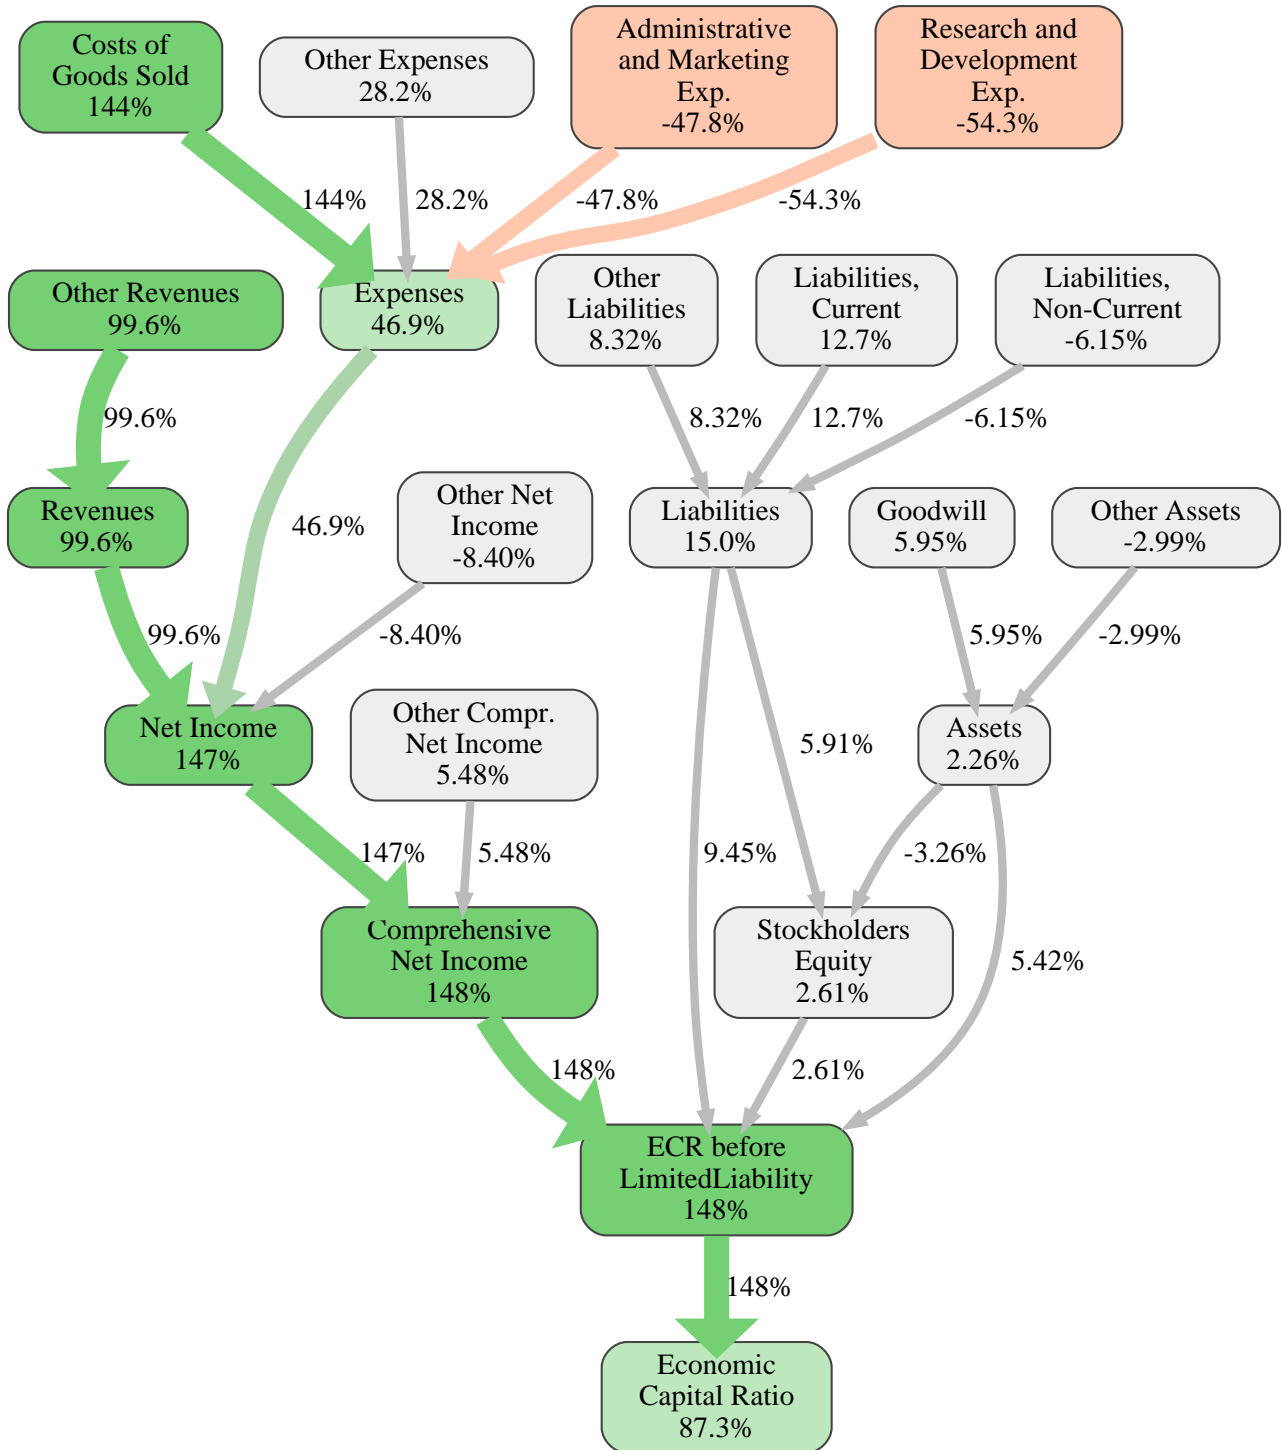 Costs of
Goods Sold
144%
Other Expenses
28.2%
Administrative
and Marketing
Exp.
-47.8%
Research and
Development
Exp.
-54.3%
144%
28.2%
-47.8%
-54.3%
Other Revenues
99.6%
Expenses
46.9%
Other
Liabilities
8.32%
Liabilities,
Current
12.7%
Liabilities,
Non-Current
-6.15%
99.6%
8.32%
12.7%
-6.15%
Revenues
99.6%
46.9%
Other Net
Income
-8.40%
Liabilities
15.0%
Goodwill
5.95%
Other Assets
-2.99%
99.6%
-8.40%
5.95%
-2.99%
Net Income
147%
Other Compr.
Net Income
5.48%
5.91%
Assets
2.26%
147%
5.48%
9.45%
-3.26%
Comprehensive
Net Income
148%
Stockholders
Equity
2.61%
5.42%
148%
2.61%
ECR before
LimitedLiability
148%
148%
Economic
Capital Ratio
87.3%